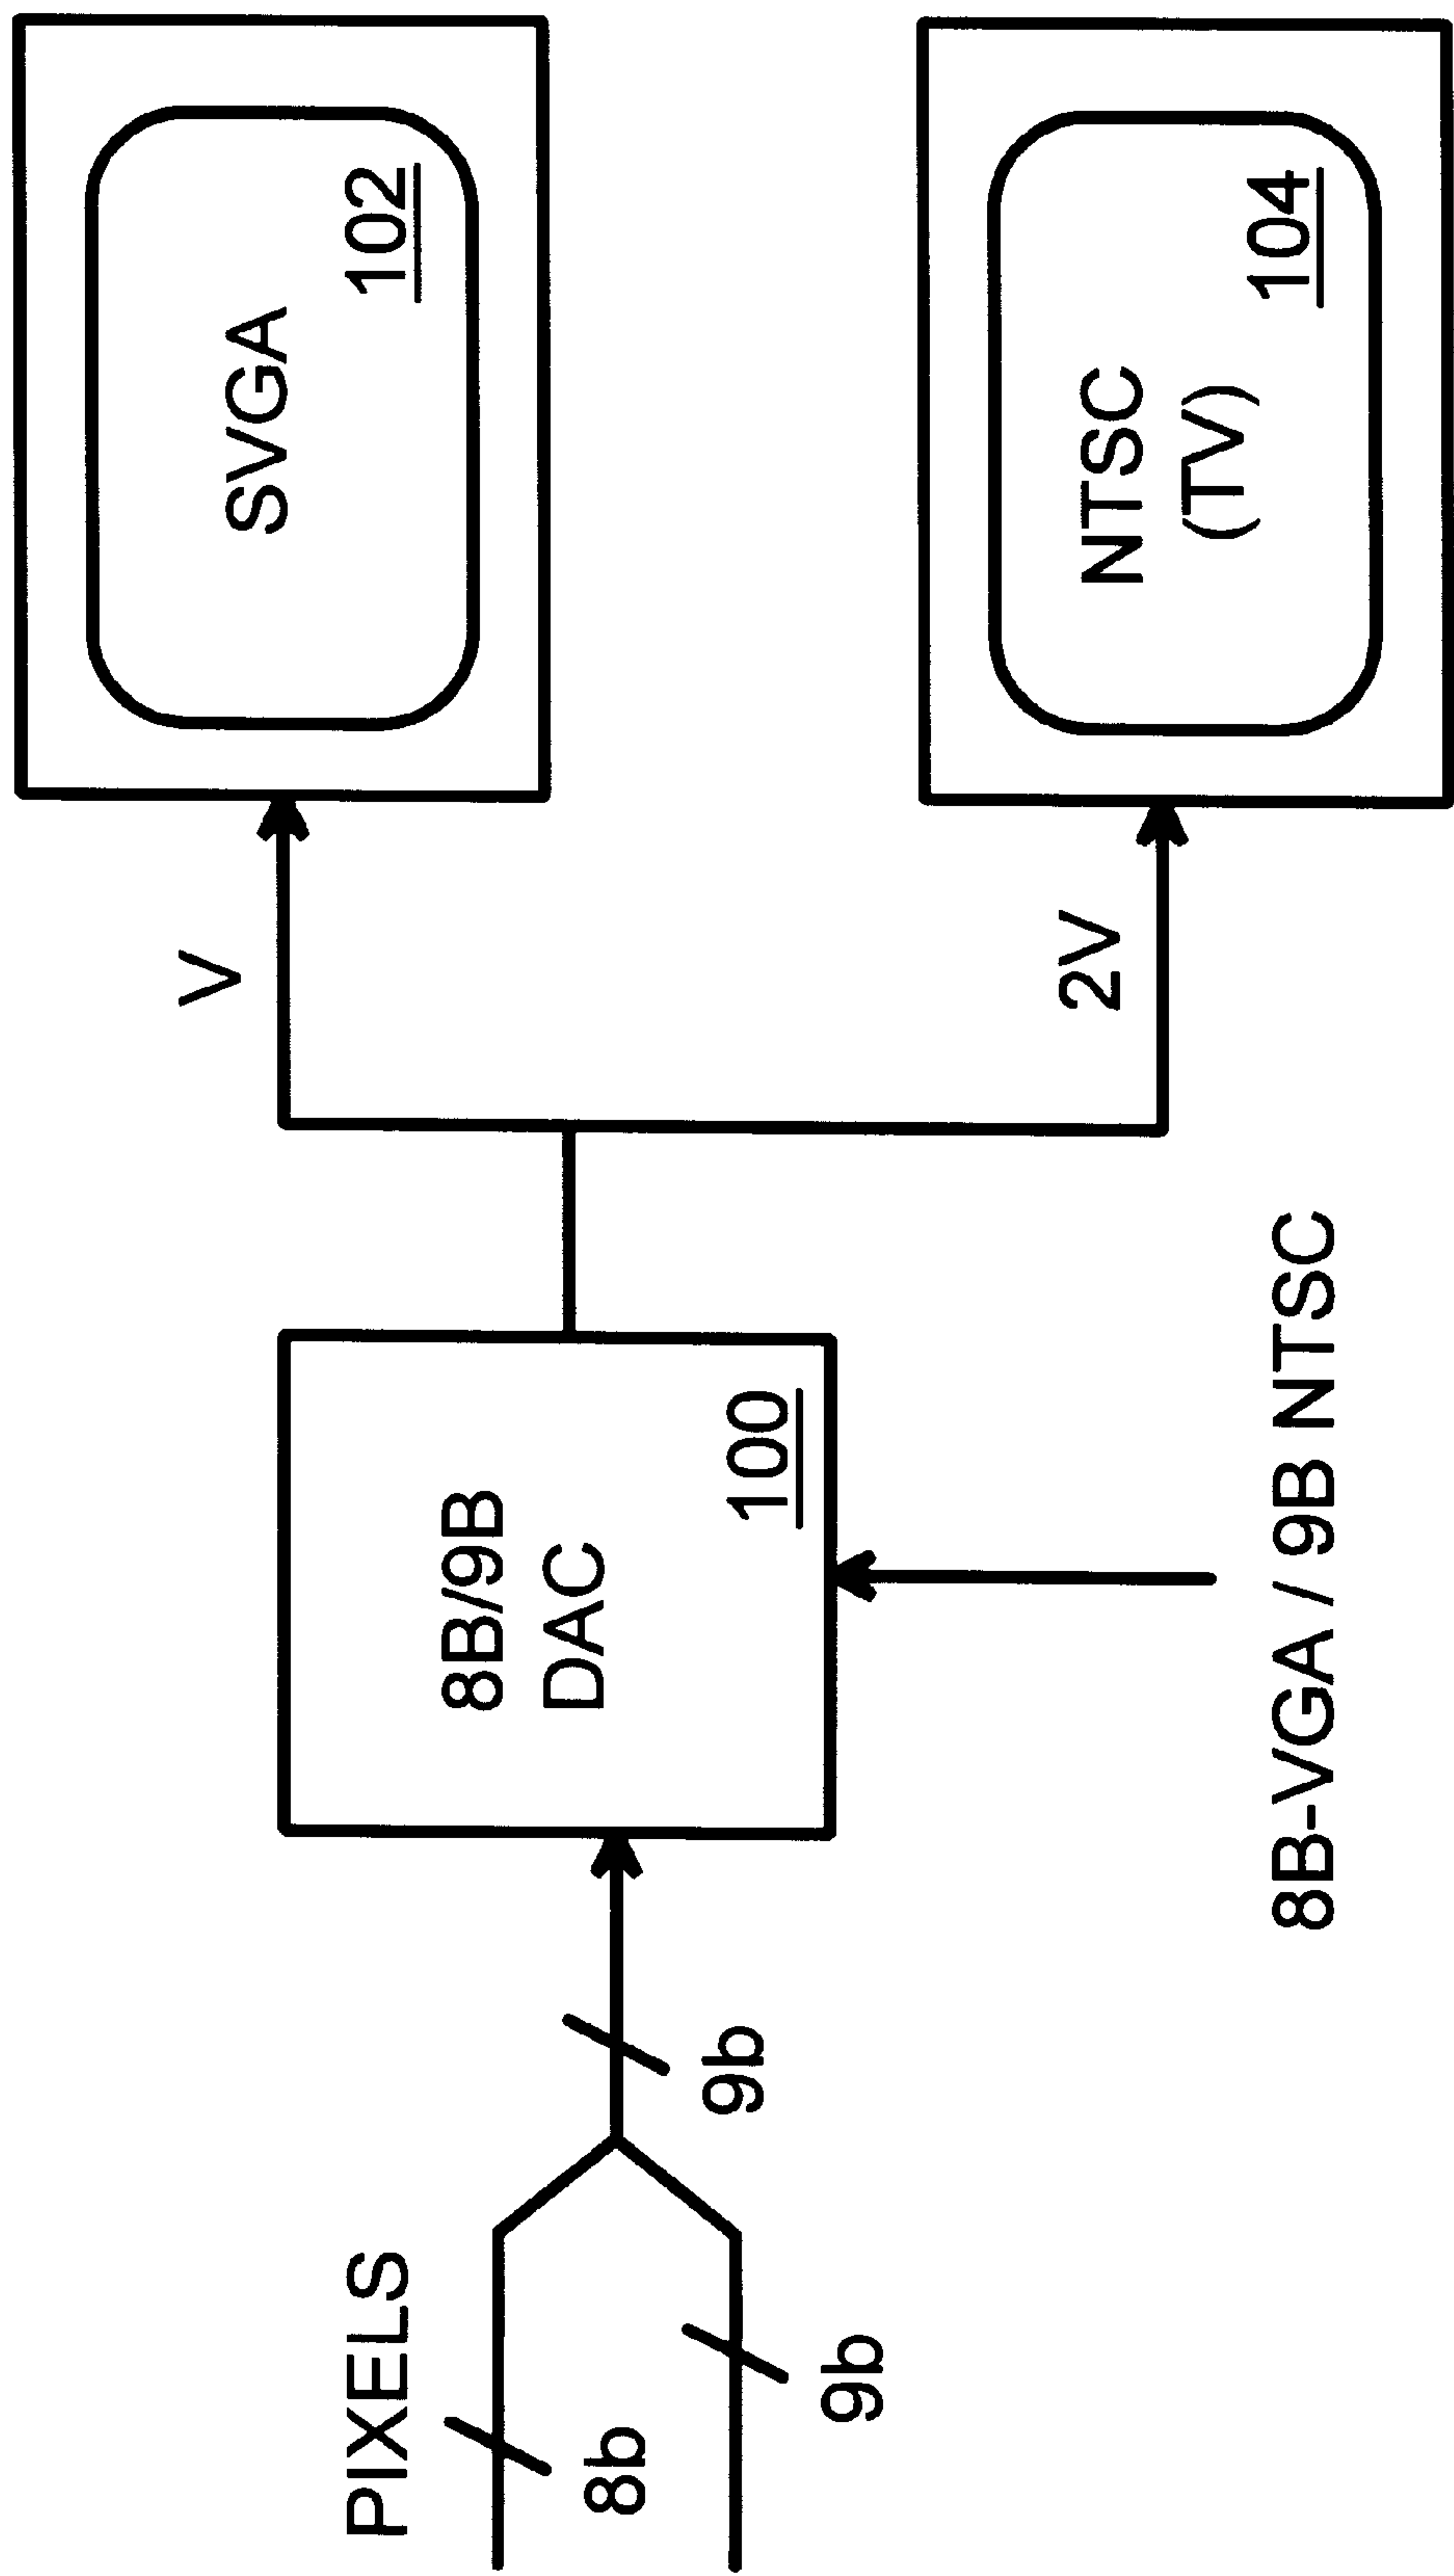 PIXELS
8b
9b
9b
8B/9B
DAC
100
8B-VGA / 9B NTSC
V
2V
SVGA
102
NTSC
(TV)
104